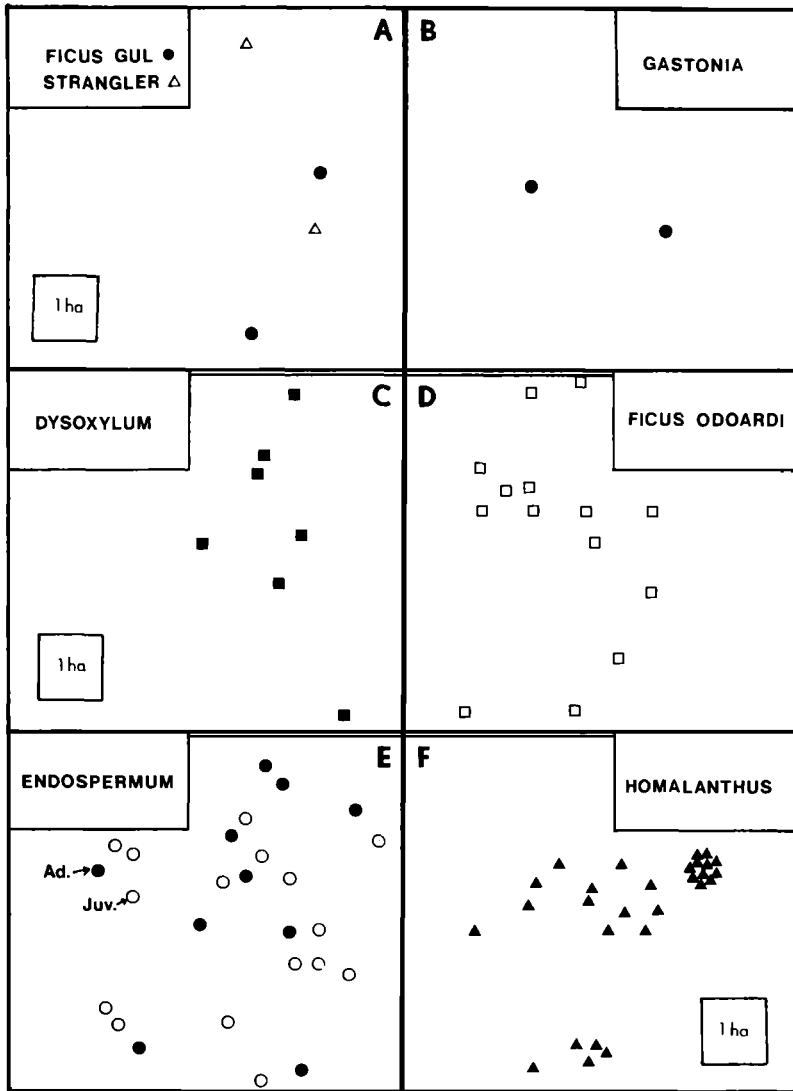 FICUS GUL ●
STRANGLER △
A
1 ha
B
GASTONIA
DYSOXYLUM
C
1 ha
D
FICUS ODOARDI
ENDOSPERMUM
E
Ad.
Juv.
F
HOMALANTHUS
1 ha